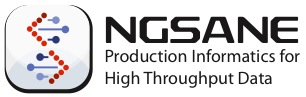 NGSANE
Production Informatics for
High Throughput Data